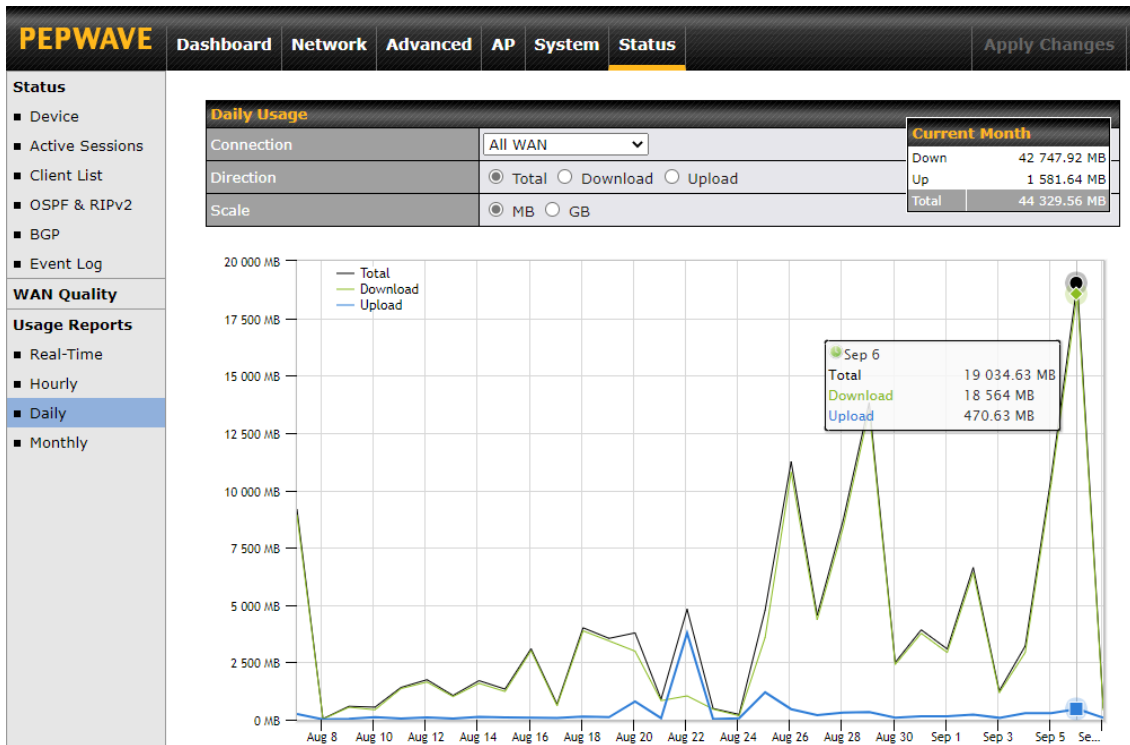 PEPWAVE
Dashboard Network Advanced AP System Status Apply Changes
Status
Device
Active Sessions
Client List
OSPF & RIPv2
BGP
Event Log
WAN Quality
Usage Reports
Real-Time
Hourly
Daily
Monthly
Daily Usage
Connection All WAN
Direction Total Download Upload
Scale MB GB
Current Month
Down 42 747.92 MB
Up 1 581.64 MB
Total 44 329.56 MB
Total
Download
Upload
20 000 MB
17 500 MB
15 000 MB
12 500 MB
10 000 MB
7 500 MB
5 000 MB
2 500 MB
0 MB
Sep 6
Total 19 034.63 MB
Download 18 564 MB
Upload 470.63 MB
Aug 8 Aug 10 Aug 12 Aug 14 Aug 16 Aug 18 Aug 20 Aug 22 Aug 24 Aug 26 Aug 28 Aug 30 Sep 1 Sep 3 Sep 5 Se...